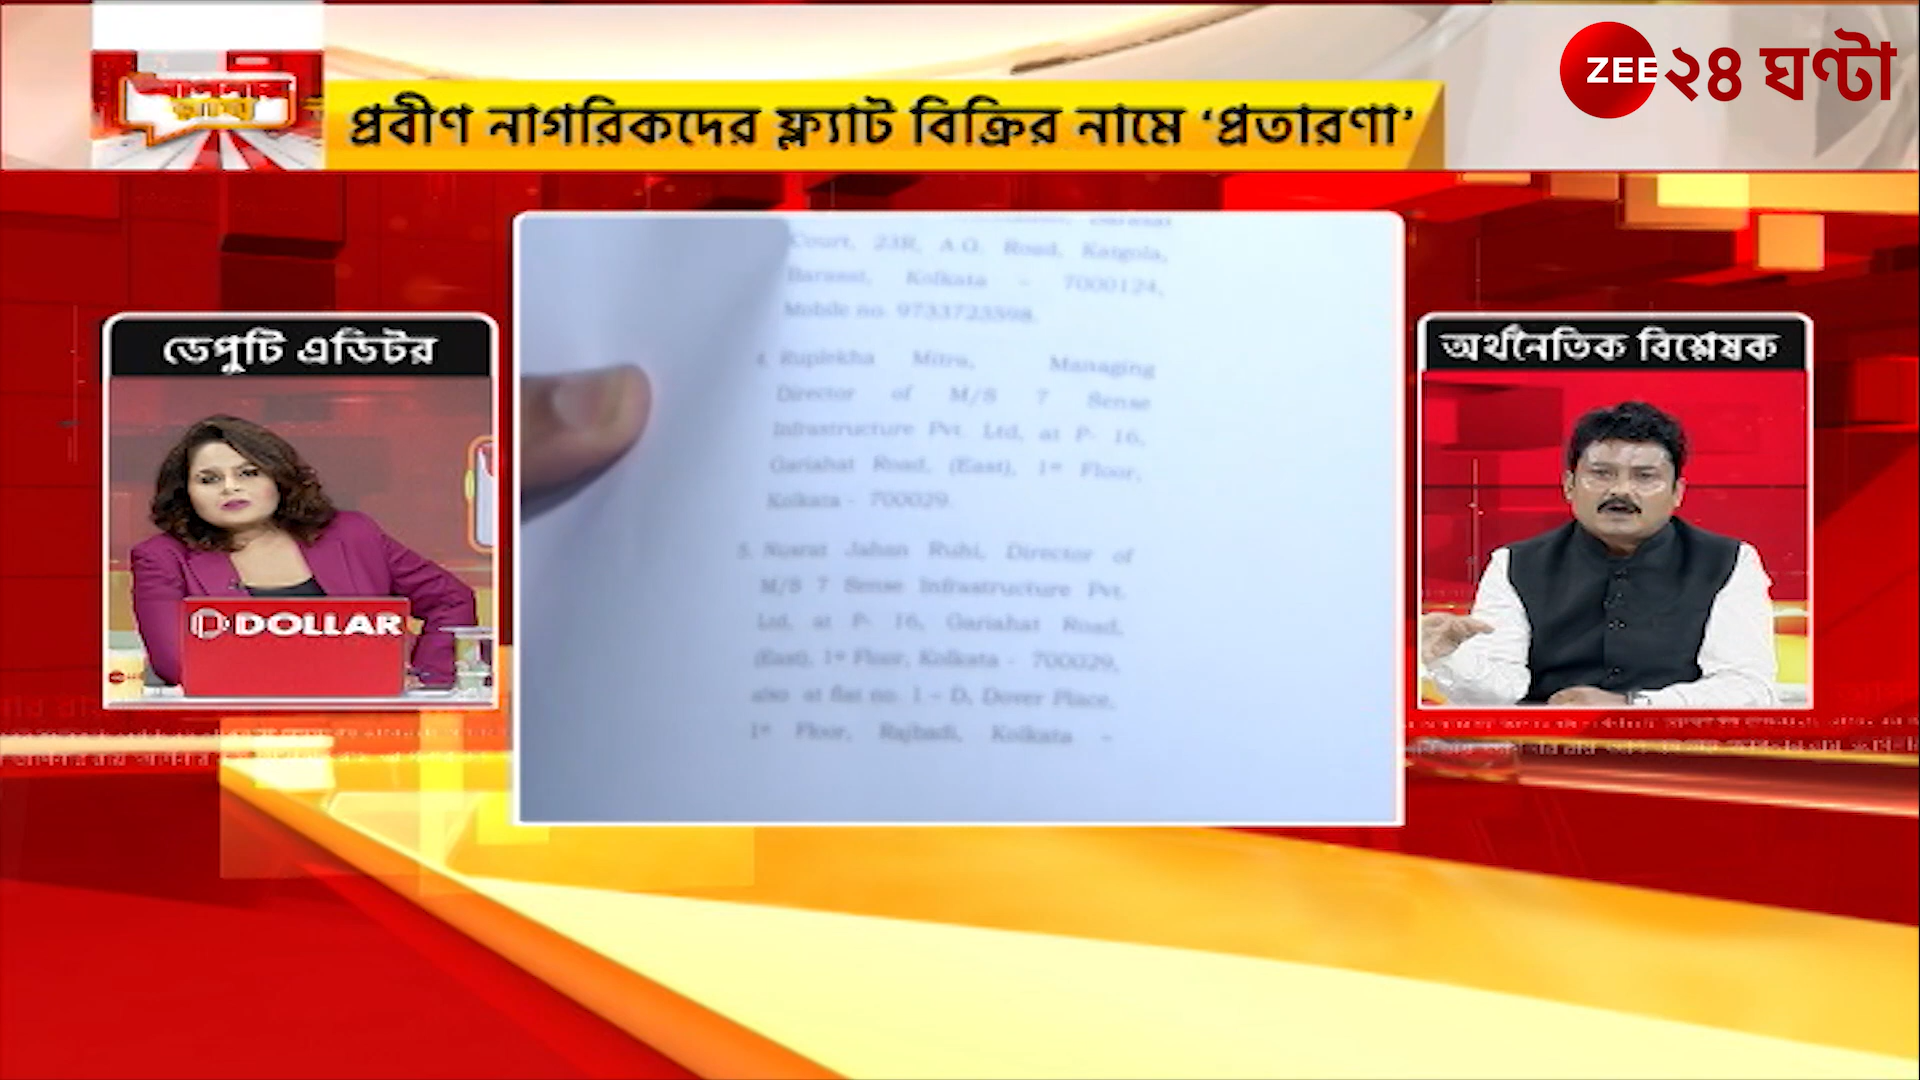 ZEE ২৪ ঘণ্টা
প্রবীণ নাগরিকদের ফ্ল্যাট বিক্রির নামে ‘প্রতারণা’
ডেপুটি এডিটর
DOLLAR
Court, 23R, A.G. Road, Kazgola,
Barasat, Kolkata - 7000124,
Mobile no. 9733723598.
4. Ruplekha Mitra, Managing
Director of M/S 7 Sense
Infrastructure Pvt. Ltd, at P- 16,
Gariahat Road, (East), 1st Floor,
Kolkata - 700029.
5. Nusrat Jahan Ruhi, Director of
M/S 7 Sense Infrastructure Pvt.
Ltd, at P- 16, Gariahat Road,
(East), 1st Floor, Kolkata - 700029,
also at flat no. 1 - D, Dover Place,
1st Floor, Rajbadi, Kolkata -
অর্থনৈতিক বিশ্লেষক